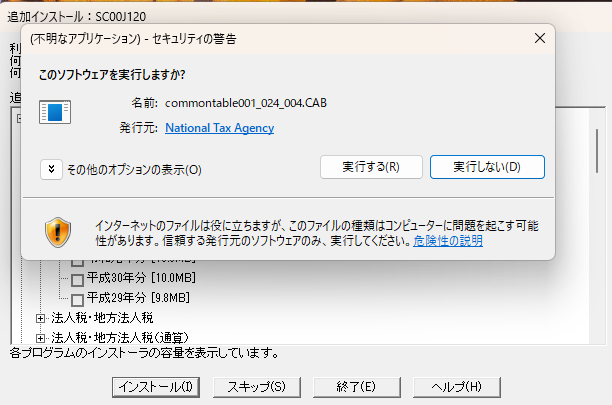 追加インストール：SC00J120
(不明なアプリケーション) - セキュリティの警告
このソフトウェアを実行しますか?
名前: commontable001_024_004.CAB
発行元: National Tax Agency
その他のオプションの表示(O)
実行する(R)
実行しない(D)
インターネットのファイルは役に立ちますが、このファイルの種類はコンピューターに問題を起こす可能
性があります。信頼する発行元のソフトウェアのみ、実行してください。危険性の説明
平成30年分 [10.0MB]
平成29年分 [9.8MB]
法人税・地方法人税
法人税・地方法人税(通算)
各プログラムのインストーラの容量を表示しています。
インストール(I)
スキップ(S)
終了(E)
ヘルプ(H)